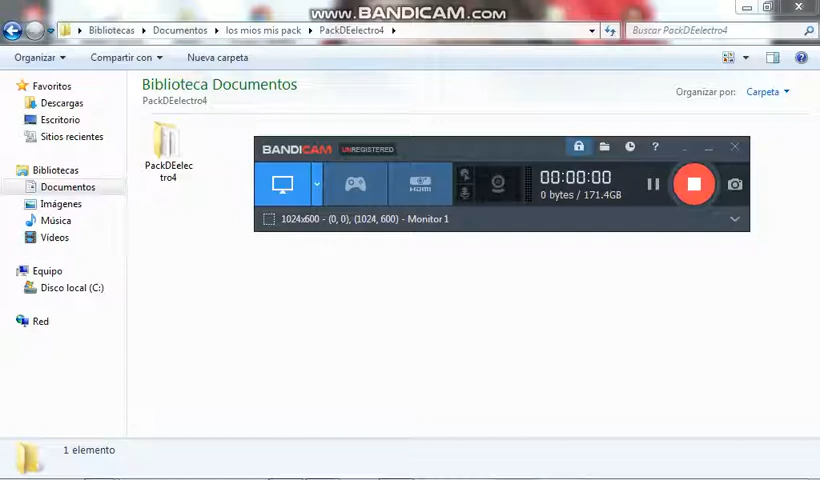 www.BANDICAM.com
Bibliotecas
Documentos
los mios mis pack
PackDEelectro4
Buscar PackDEelectro4
Organizar
Compartir con
Nueva carpeta
Favoritos
Descargas
Escritorio
Sitios recientes
Bibliotecas
Documentos
Imágenes
Música
Vídeos
Equipo
Disco local (C:)
Red
Biblioteca Documentos
PackDEelectro4
Organizar por: Carpeta
PackDEelec
tro4
BANDICAM UNREGISTERED
HDMI
00:00:00
0 bytes / 171.4GB
1024x600 - (0, 0), (1024, 600) - Monitor 1
1 elemento